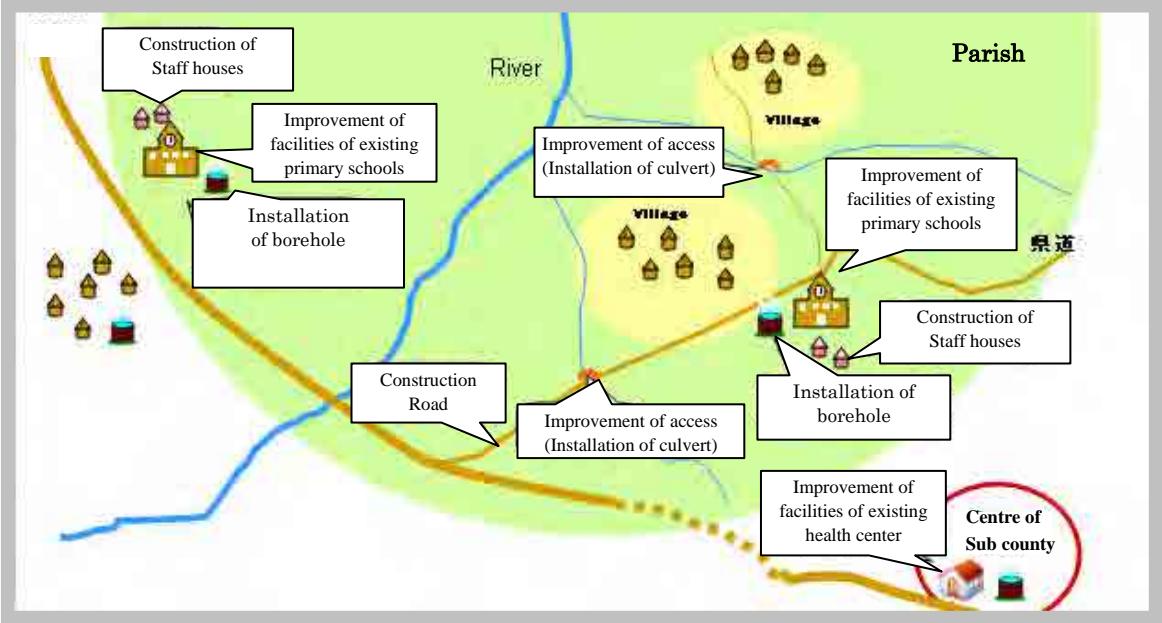 Construction of
Staff houses
River
Parish
Improvement of
facilities of existing
primary schools
Village
Improvement of access
(Installation of culvert)
Improvement of
facilities of existing
primary schools
Installation
of borehole
Village
県道
Construction of
Staff houses
Construction
Road
Installation of
borehole
Improvement of access
(Installation of culvert)
Improvement of
facilities of existing
health center
Centre of
Sub county